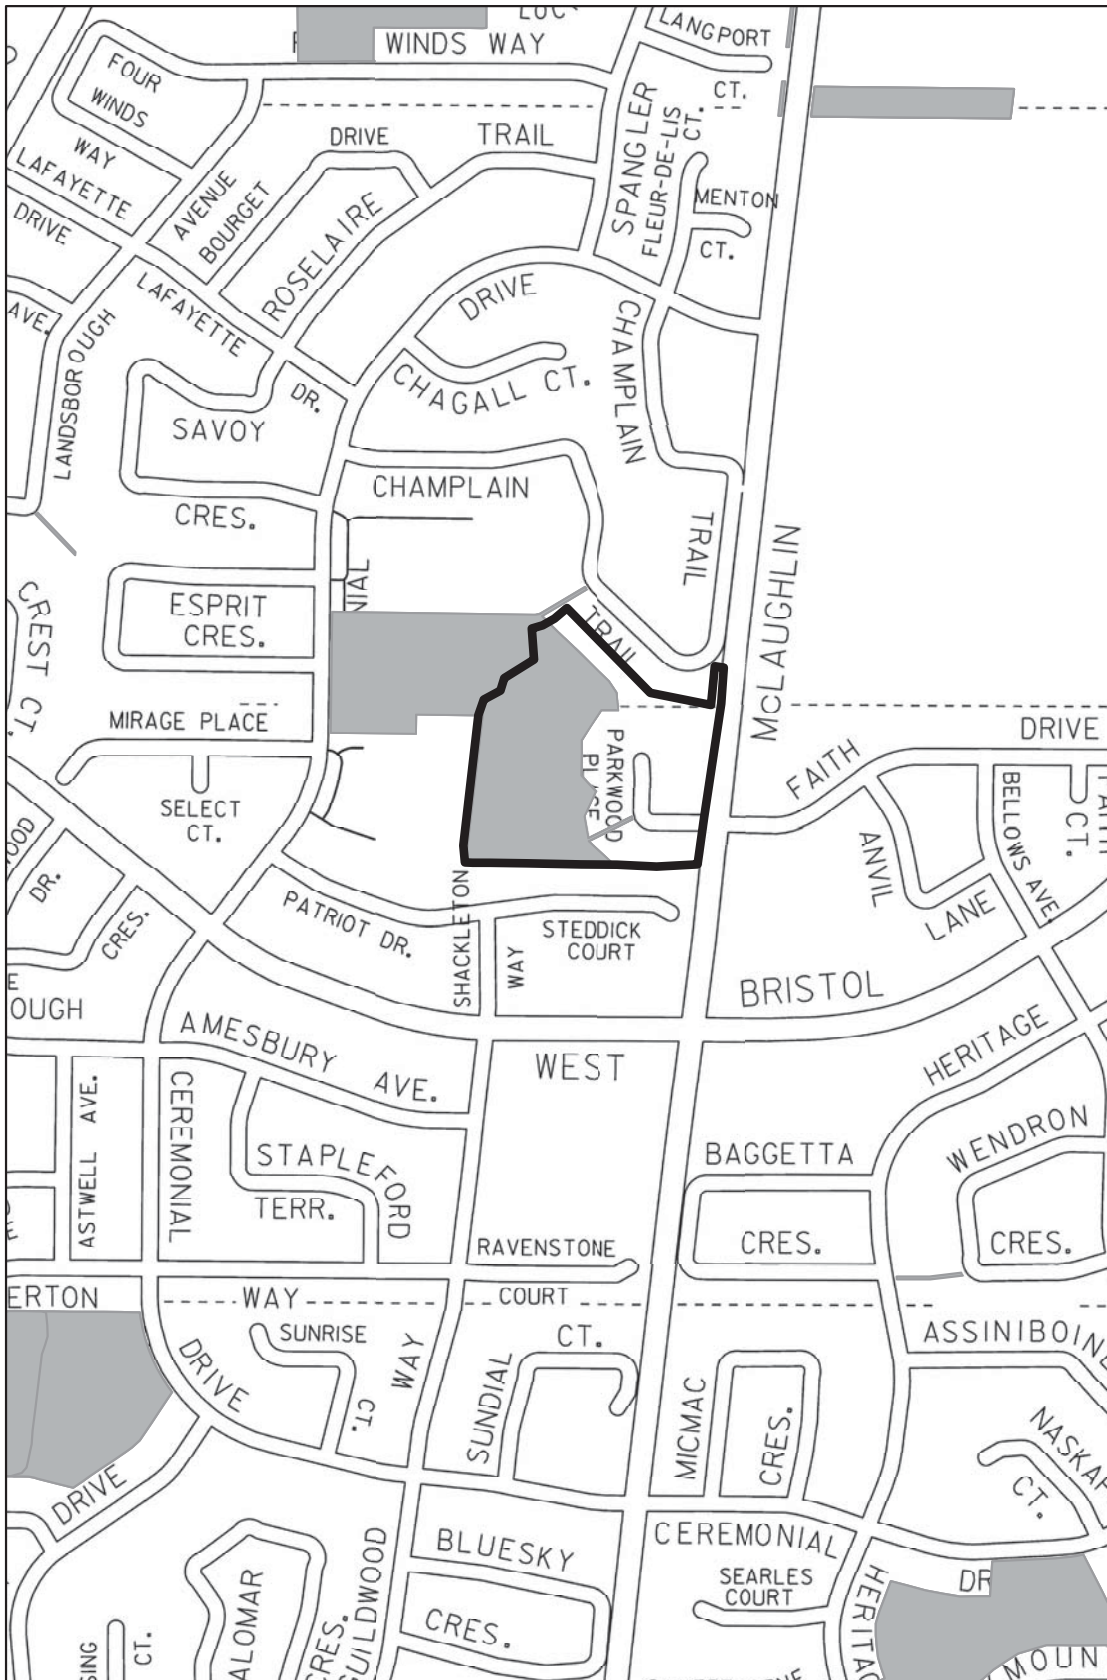 WINDS WAY
LANGPORT
CT.
FOUR
WINDS
WAY
LAFAYETTE
DRIVE
AVENUE
BOURGET
DRIVE
TRAIL
ROSELAIRE
SPANGLER
FLEUR-DE-LIS
CT.
MENTON
CT.
AVE.
LANDSBOROUGH
LAFAYETTE
DR.
DRIVE
CHAMPLAIN
CHAGALL CT.
SAVOY
CRES.
CHAMPLAIN
TRAIL
McLAUGHLIN
ESPRIT
CRES.
CREST CT.
TRAIL
MIRAGE PLACE
SELECT
CT.
PARKWOOD
PLACE
FAITH
DRIVE
BELLOWS AVE.
CT.
ANVIL
LANE
DR.
CRES.
PATRIOT DR.
SHACKLETON
WAY
STEDDICK
COURT
BRISTOL
OUGH
AMESBURY
AVE.
WEST
HERITAGE
ASTWELL AVE.
CEREMONIAL
STAPLEFORD
TERR.
BAGGETTA
CRES.
WENDRON
CRES.
RAVENSTONE
COURT
ERTON
WAY
SUNRISE
CT.
DRIVE
WAY
SUNDIAL
CT.
MICMAC
CRES.
ASSINIBOINE
NASKAP
CT.
DRIVE
BLUESKY
CRES.
CEREMONIAL
SEARLES
COURT
DR
HERITAG
ALOMAR
CRES.
GUILDWOOD
SING
CT.
MOUN